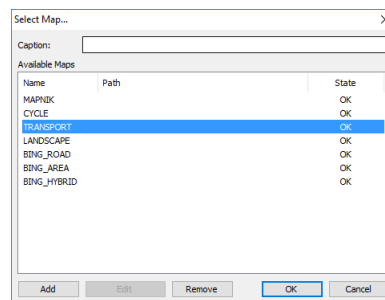 Select Map...
Caption:
Available Maps
Name Path State
MAPNIK OK
CYCLE OK
TRANSPORT OK
LANDSCAPE OK
BING_ROAD OK
BING_AREA OK
BING_HYBRID OK
Add Edit Remove OK Cancel